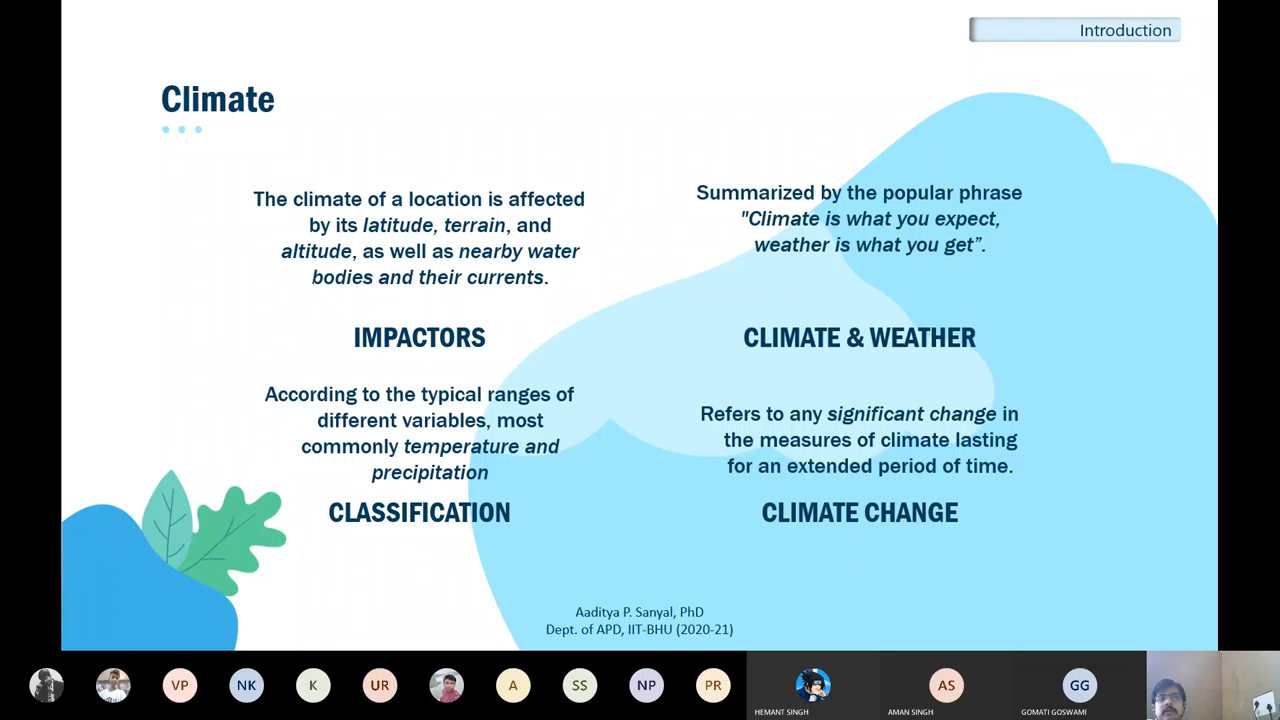 Introduction
Climate
The climate of a location is affected
by its latitude, terrain, and
altitude, as well as nearby water
bodies and their currents.
IMPACTORS
Summarized by the popular phrase
"Climate is what you expect,
weather is what you get”.
CLIMATE & WEATHER
According to the typical ranges of
different variables, most
commonly temperature and
precipitation
CLASSIFICATION
Refers to any significant change in
the measures of climate lasting
for an extended period of time.
CLIMATE CHANGE
Aaditya P. Sanyal, PhD
Dept. of APD, IIT-BHU (2020-21)
VP
NK
K
UR
A
SS
NP
PR
HEMANT SINGH
AS
AMAN SINGH
GG
GOMATI GOSWAMI